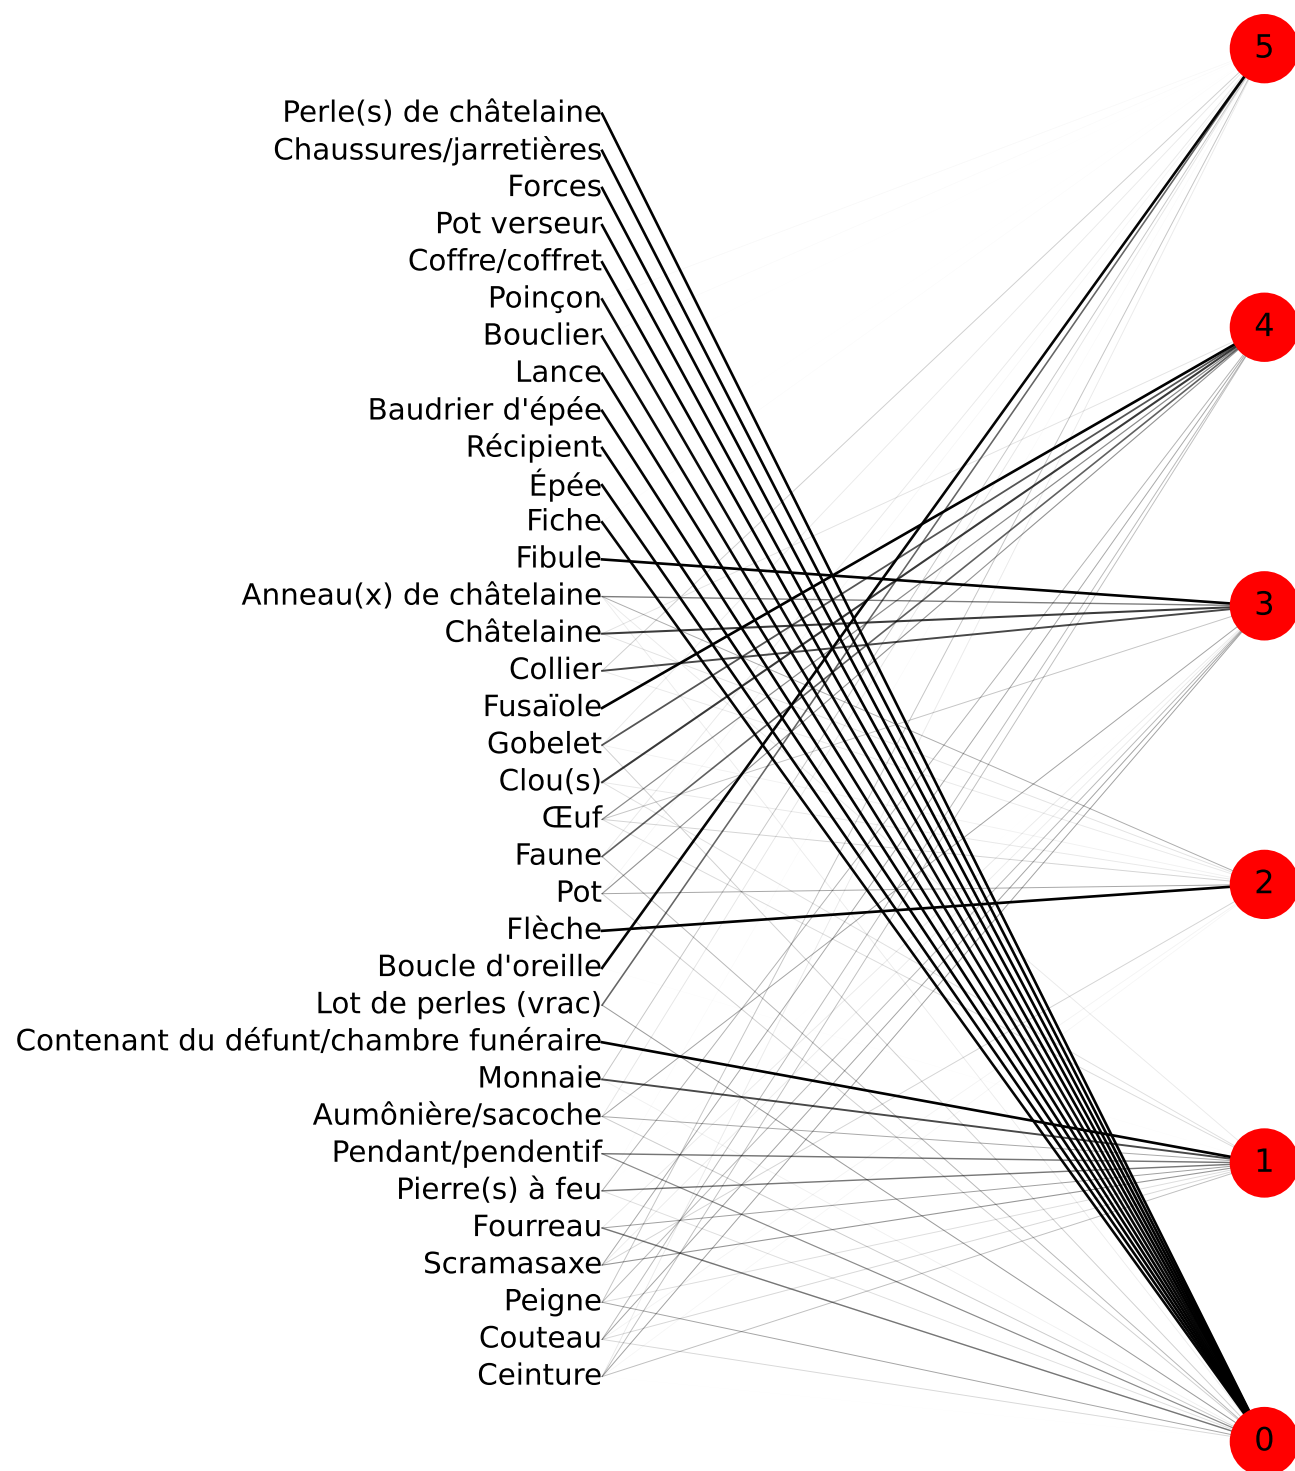 5
Perle(s) de châtelaine
Chaussures/jarretières
Forces
Pot verseur
Coffre/coffret
Poinçon
4
Bouclier
Lance
Baudrier d'épée
Récipient
Épée
Fiche
Fibule
Anneau(x) de châtelaine
3
Châtelaine
Collier
Fusaïole
Gobelet
Clou(s)
Œuf
Faune
2
Pot
Flèche
Boucle d'oreille
Lot de perles (vrac)
Contenant du défunt/chambre funéraire
Monnaie
Aumônière/sacoche
Pendant/pendentif
1
Pierre(s) à feu
Fourreau
Scramasaxe
Peigne
Couteau
Ceinture
0